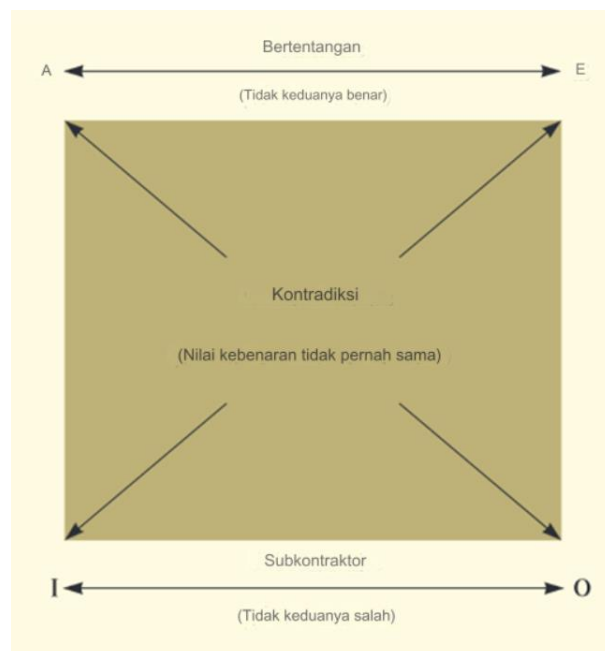 Bertentangan
A
E
(Tidak keduanya benar)
Kontradiksi
(Nilai kebenaran tidak pernah sama)
Subkontraktor
I
O
(Tidak keduanya salah)